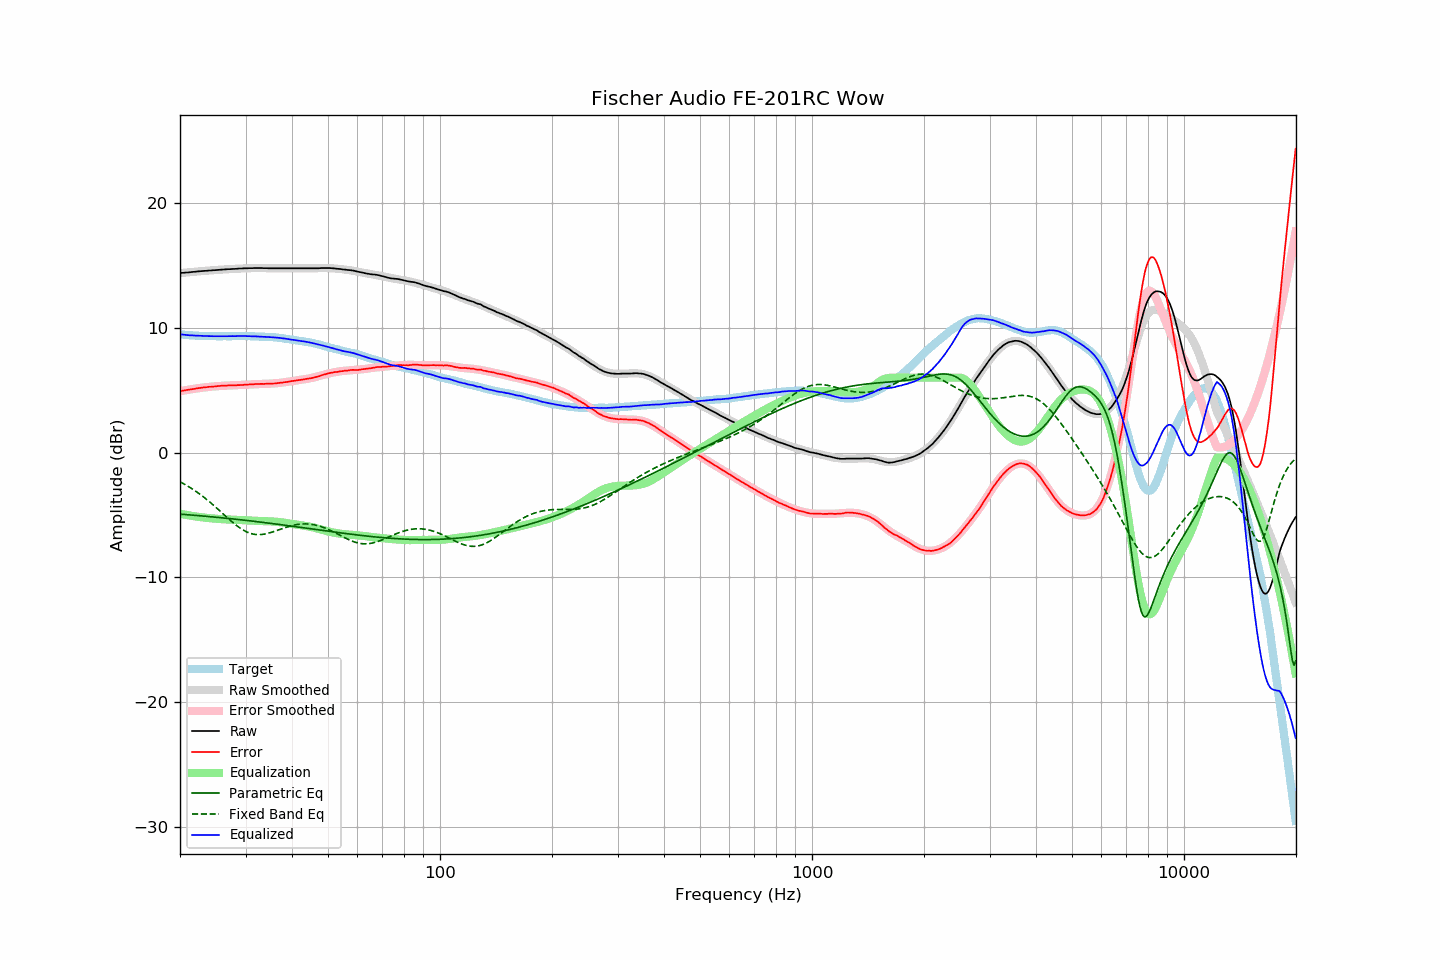 Fischer Audio FE-201RC Wow
Amplitude (dBr)
20
10
0
−10
−20
−30
Target
Raw Smoothed
Error Smoothed
Raw
Error
Equalization
Parametric Eq
Fixed Band Eq
Equalized
100
1000
10000
Frequency (Hz)